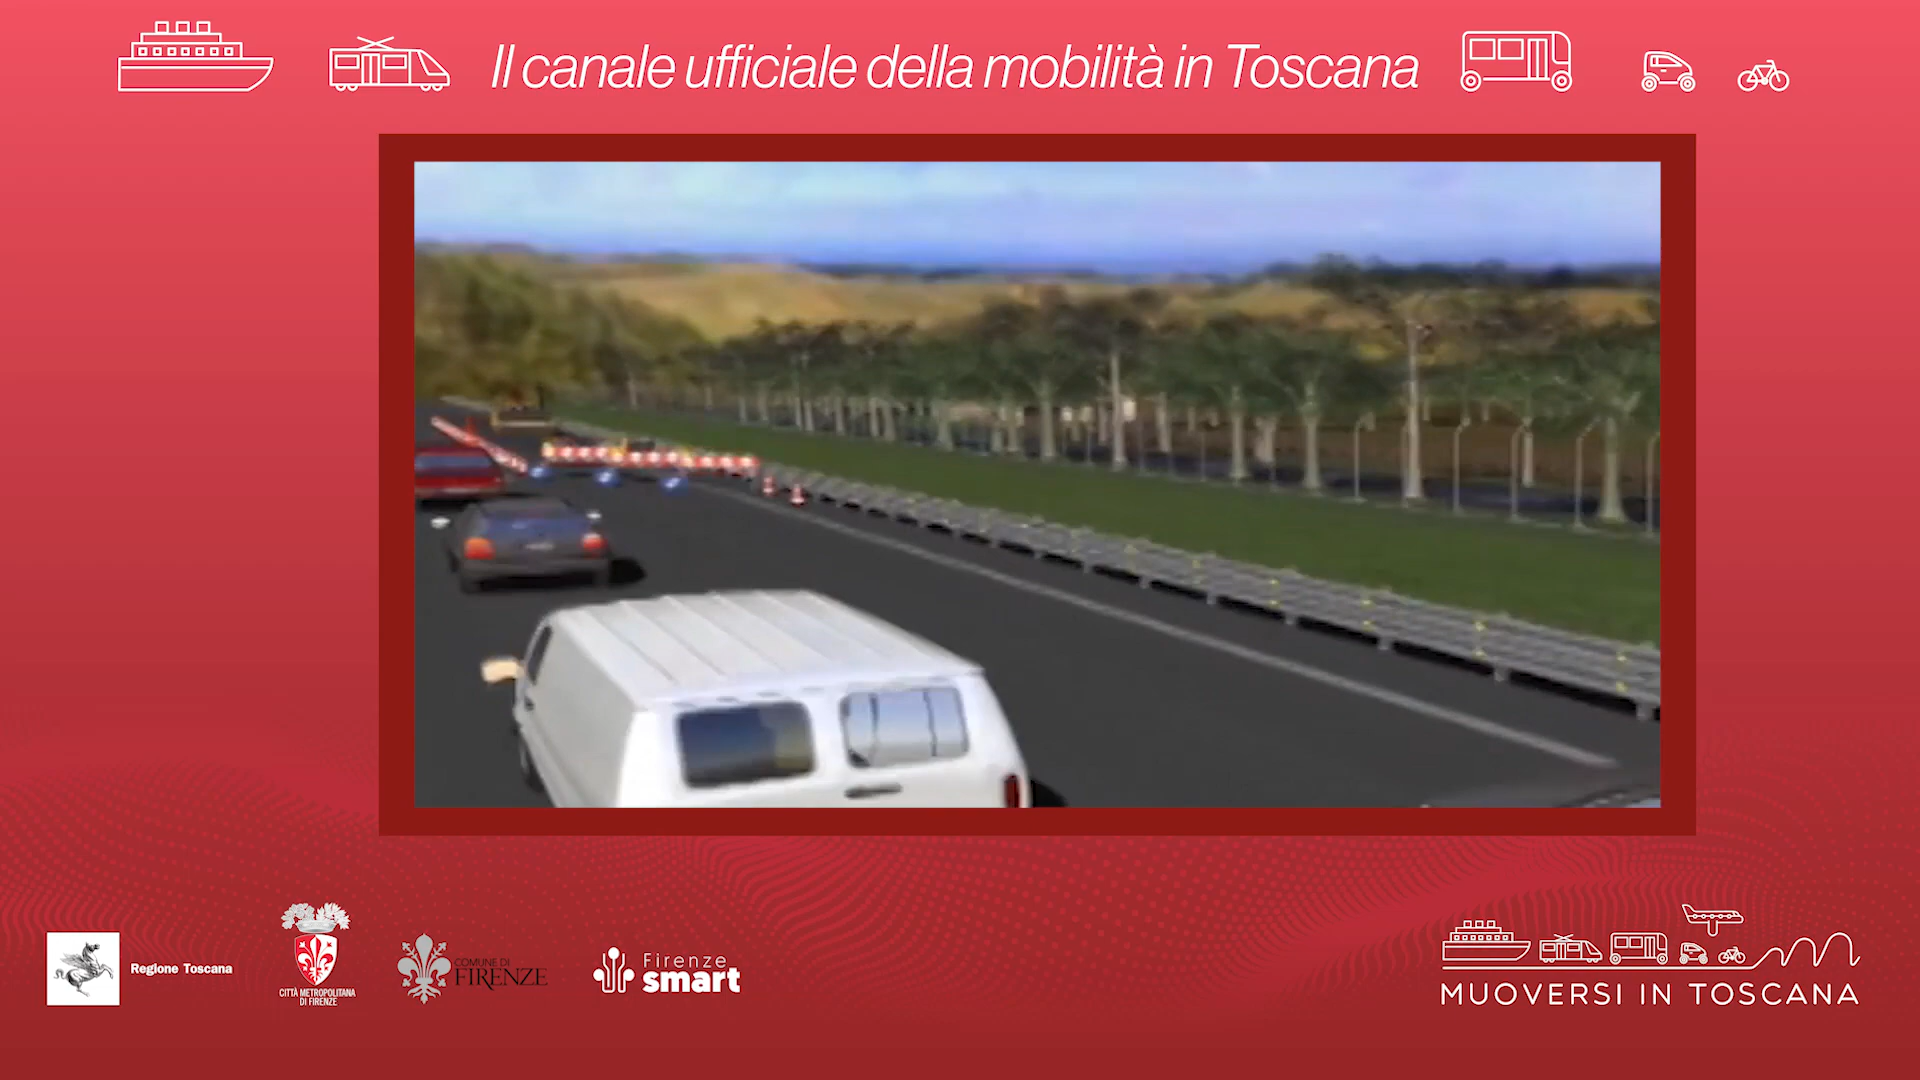 Il canale ufficiale della mobilità in Toscana
Regione Toscana
CITTÀ METROPOLITANA
DI FIRENZE
COMUNE DI
FIRENZE
Firenze
smart
MUOVERSI IN TOSCANA